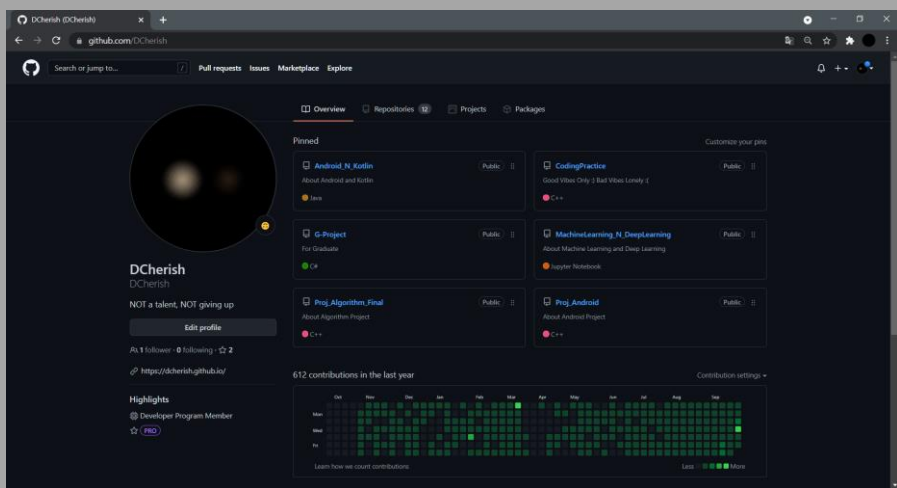 DCherish (DCherish)
github.com/DCherish
Search or jump to... /
Pull requests Issues Marketplace Explore
Overview Repositories 12 Projects Packages
Pinned
Customize your pins
Android_N_Kotlin Public
About Android and Kotlin
Java
CodingPractice Public
Good Vibes Only :) Bad Vibes Lonely :(
C++
G-Project Public
For Graduate
C#
MachineLearning_N_DeepLearning Public
About Machine Learning and Deep Learning
Jupyter Notebook
Proj_Algorithm_Final Public
About Algorithm Project
C++
Proj_Android Public
About Android Project
C++
DCherish
DCherish
NOT a talent, NOT giving up
Edit profile
1 follower · 0 following · 2
https://dcherish.github.io/
Highlights
Developer Program Member
PRO
612 contributions in the last year
Contribution settings
Oct Nov Dec Jan Feb Mar Apr May Jun Jul Aug Sep
Mon
Wed
Fri
Learn how we count contributions
Less More